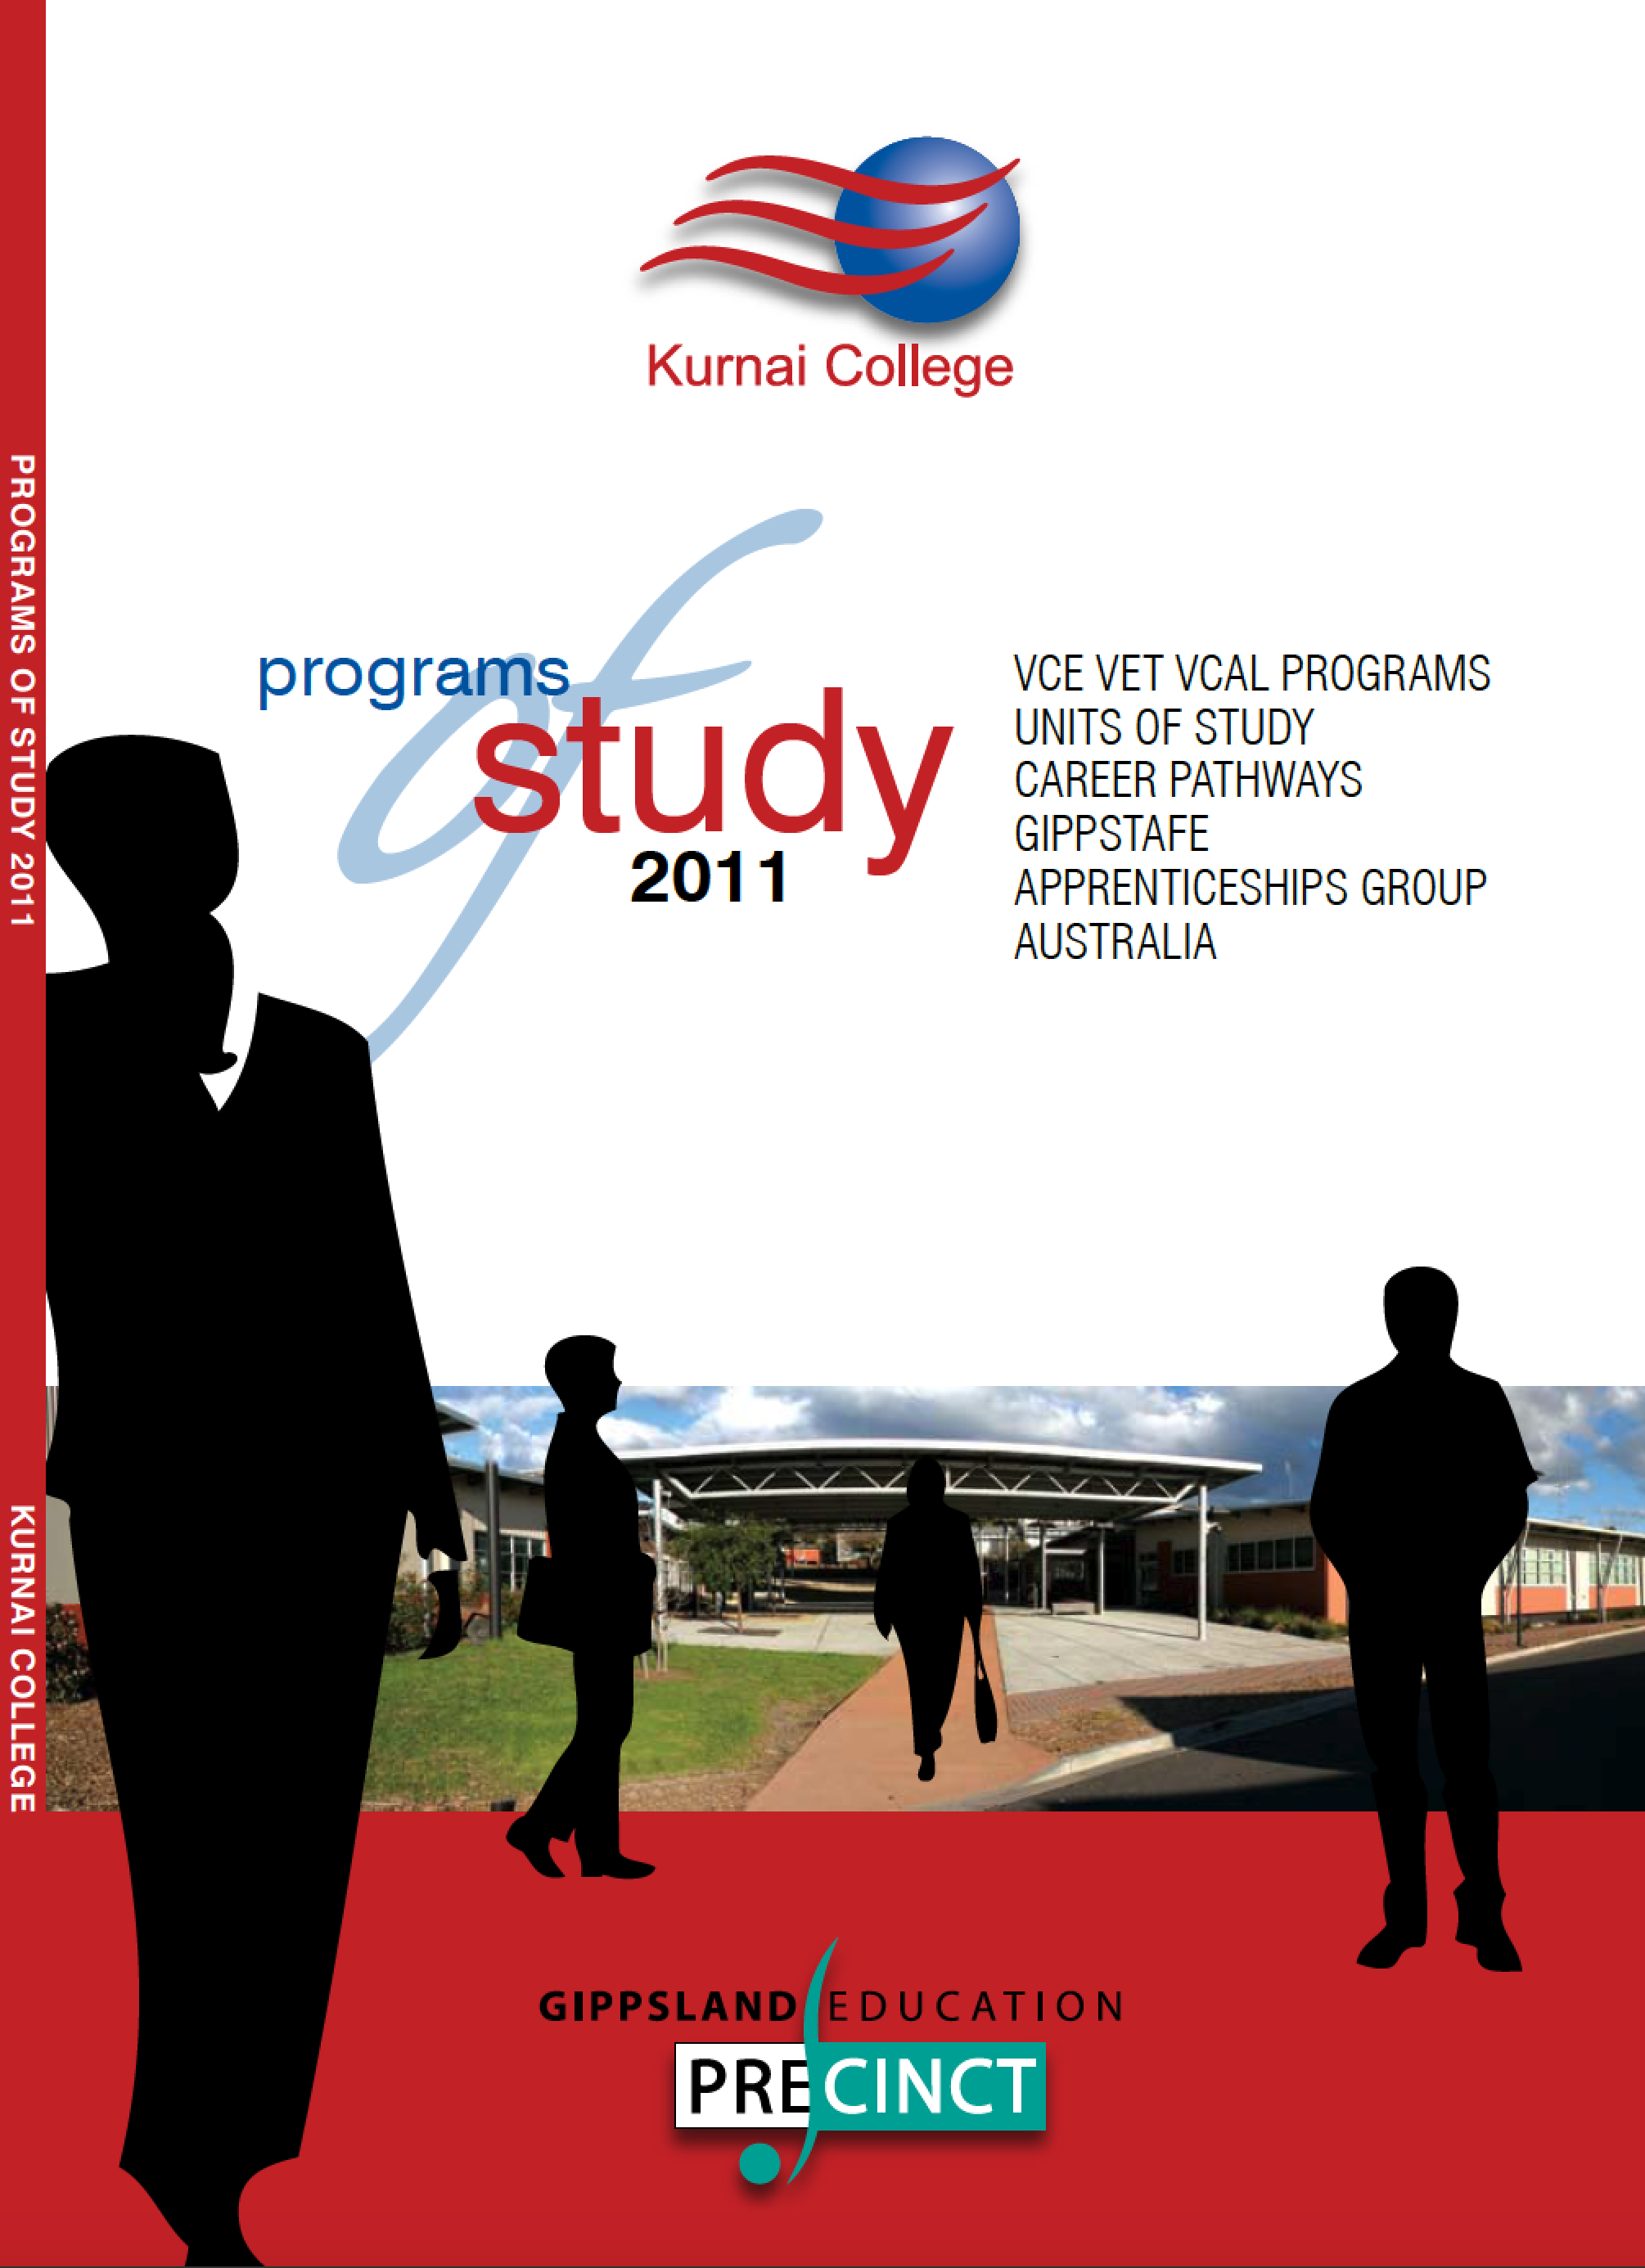 Kurnai College
programs
of
study
2011
VCE VET VCAL PROGRAMS
UNITS OF STUDY
CAREER PATHWAYS
GIPPSTAFE
APPRENTICESHIPS GROUP
AUSTRALIA
PROGRAMS OF STUDY 2011
KURNAI COLLEGE
GIPPSLAND EDUCATION
PRECINCT